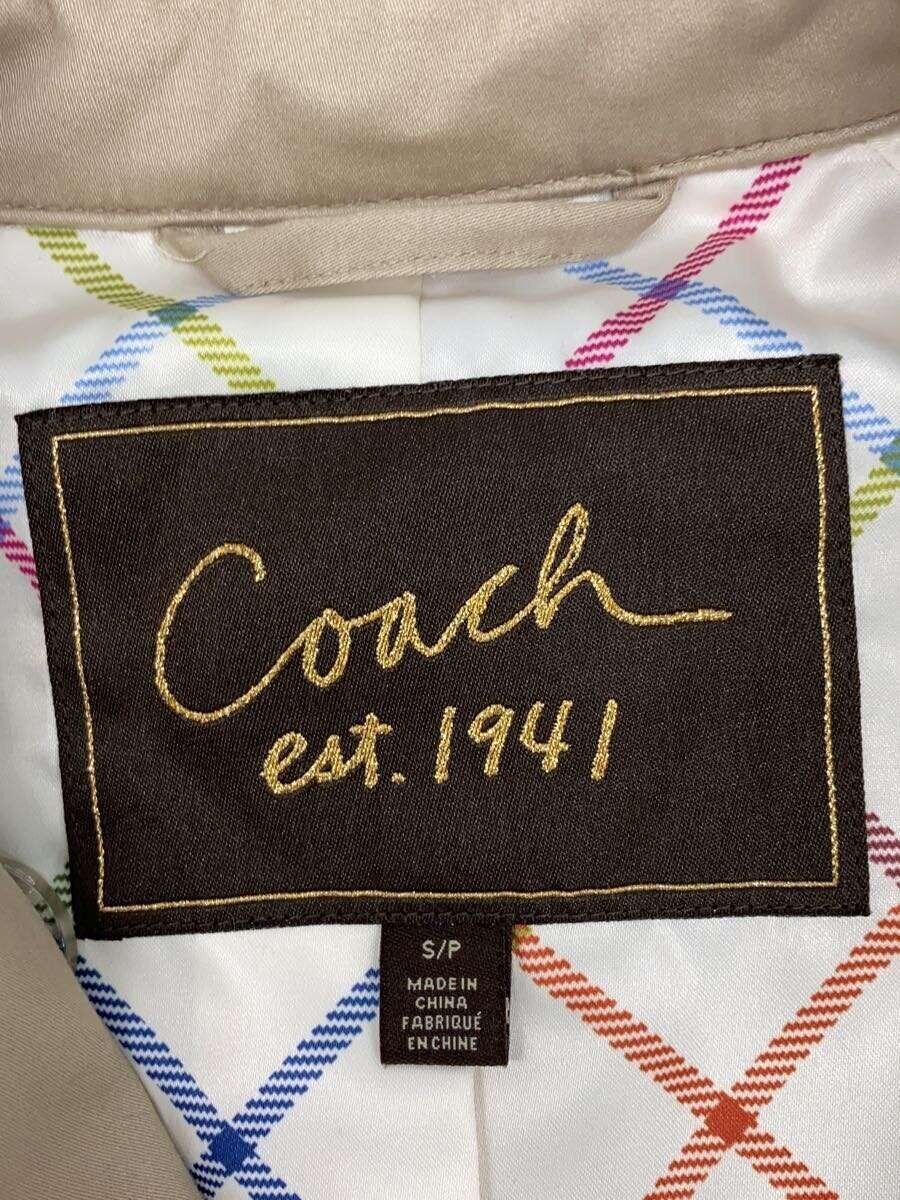 Coach
est. 1941
S/P
MADE IN
CHINA
FABRIQUÉ
EN CHINE